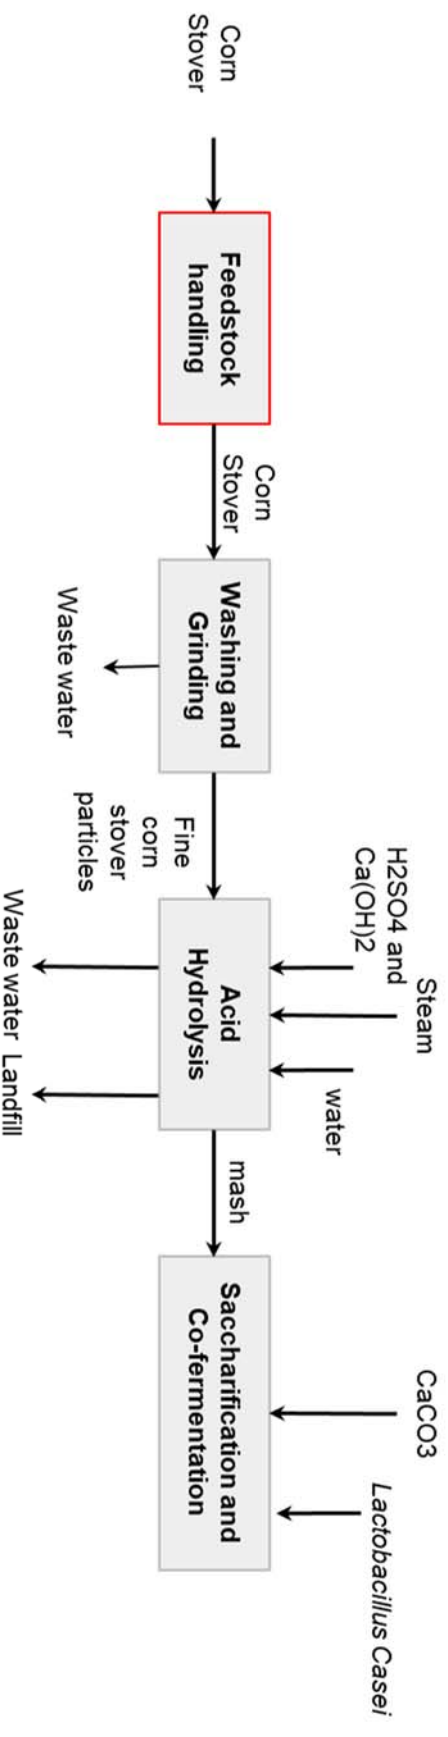 Corn
Stover
Feedstock
handling
Corn
Stover
Washing and
Grinding
Waste water
Fine
corn
stover
particles
H2SO4 and
Ca(OH)2
Steam
water
Acid
Hydrolysis
Waste water
Landfill
mash
CaCO3
Lactobacillus Casei
Saccharification and
Co-fermentation